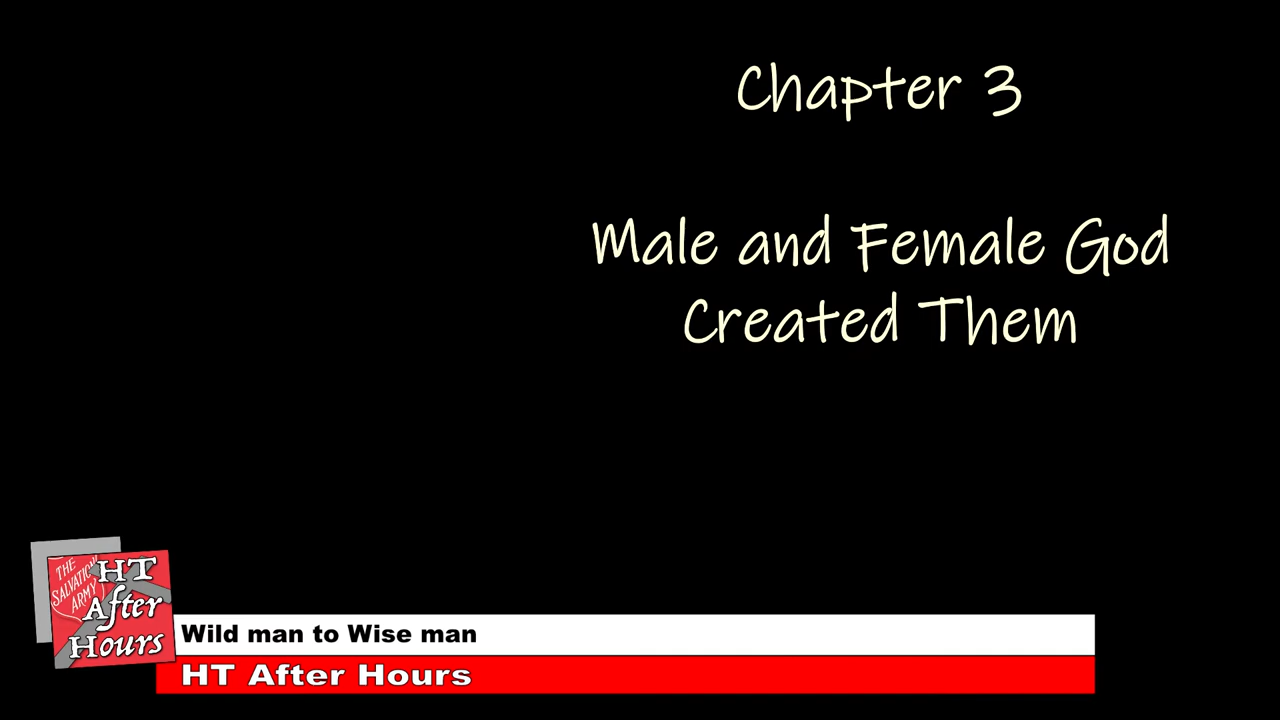 Chapter 3
Male and Female God
Created Them
THE
SALVATION
ARMY
HT
After
Hours
Wild man to Wise man
HT After Hours